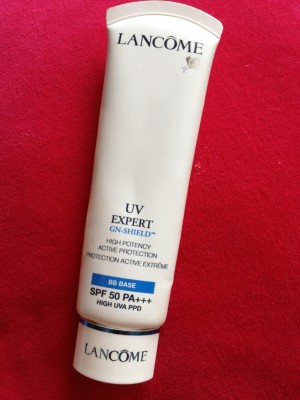 LANCÔME
UV
EXPERT
GN-SHIELD™
HIGH POTENCY
ACTIVE PROTECTION
PROTECTION ACTIVE EXTRÊME
BB BASE
SPF 50 PA+++
HIGH UVA PPD
LANCÔME